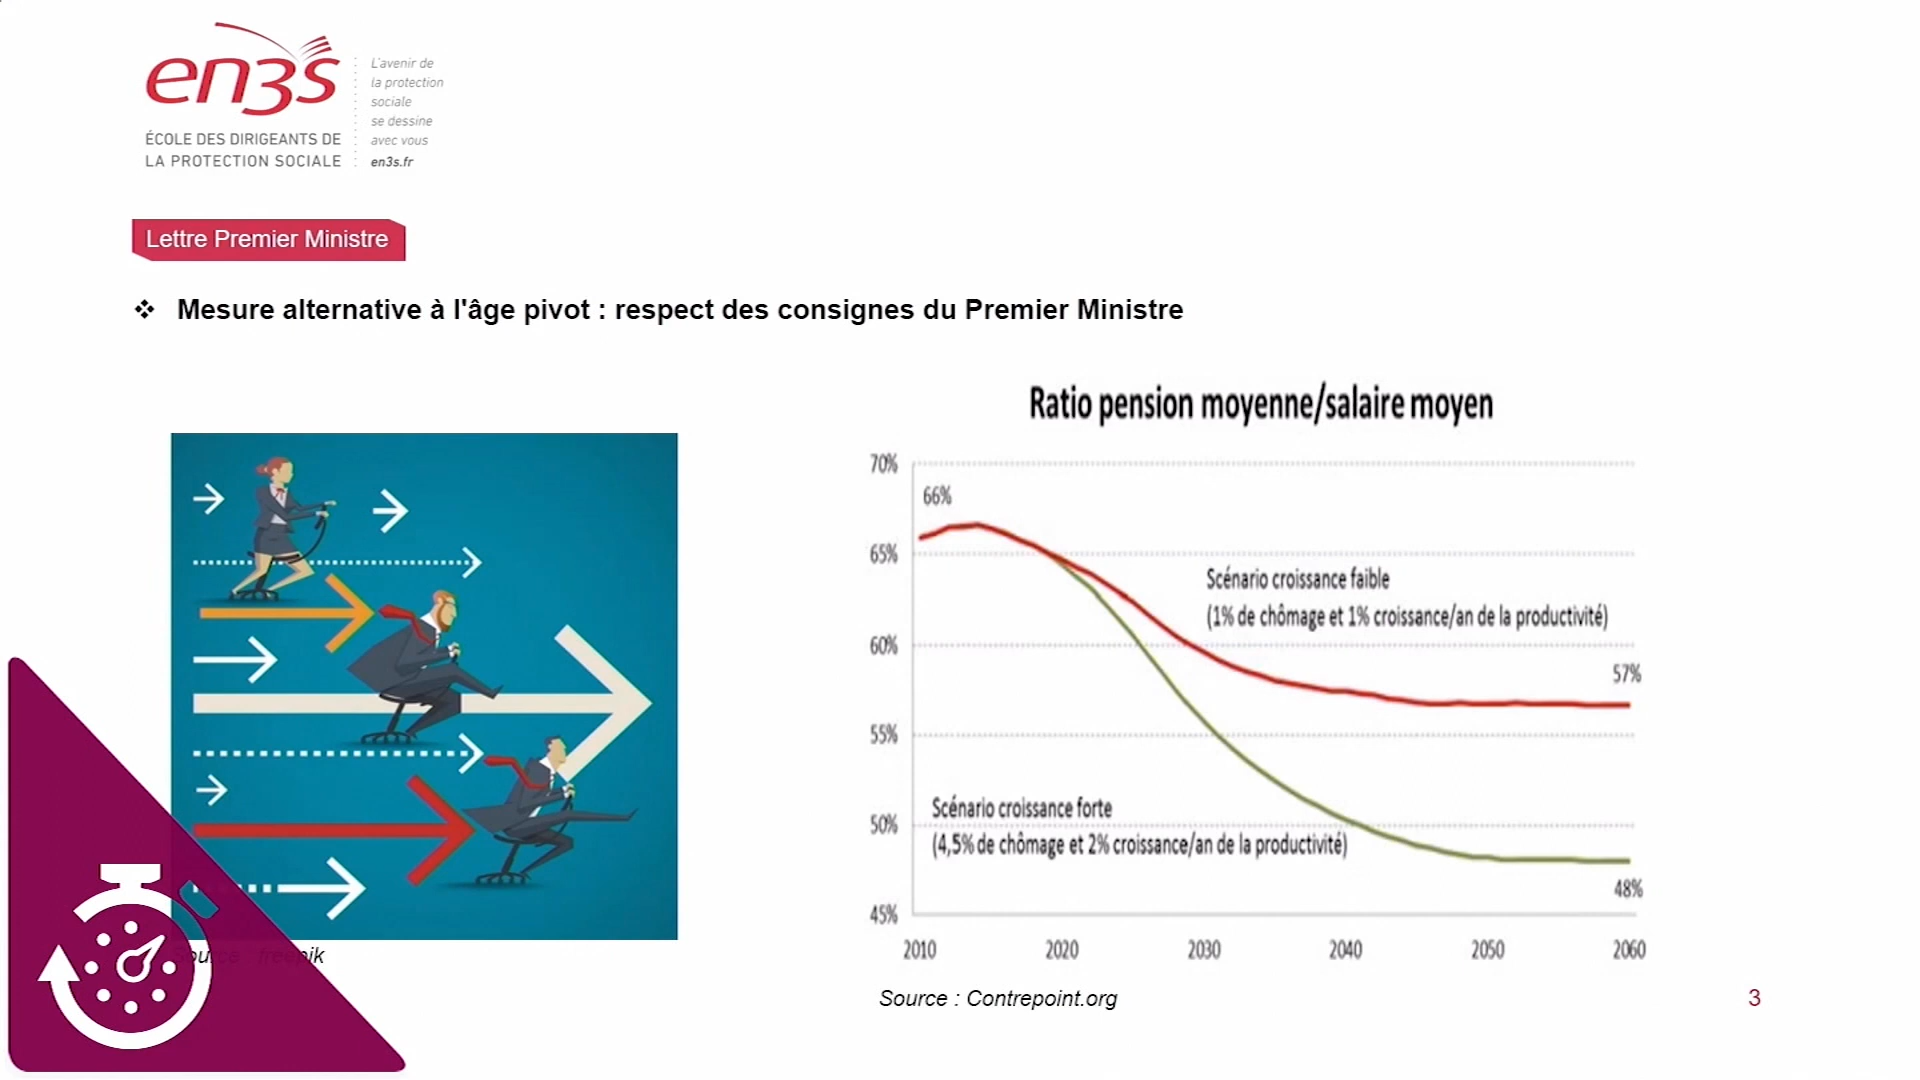 en3s
ÉCOLE DES DIRIGEANTS DE
LA PROTECTION SOCIALE
L'avenir de
la protection
sociale
se dessine
avec vous
en3s.fr
Lettre Premier Ministre
❖ Mesure alternative à l'âge pivot : respect des consignes du Premier Ministre
Ratio pension moyenne/salaire moyen
70%
66%
65%
Scénario croissance faible
(1% de chômage et 1% croissance/an de la productivité)
60%
57%
55%
Scénario croissance forte
50%
(4,5% de chômage et 2% croissance/an de la productivité)
48%
45%
2010 2020 2030 2040 2050 2060
Source freepik
Source : Contrepoint.org
3